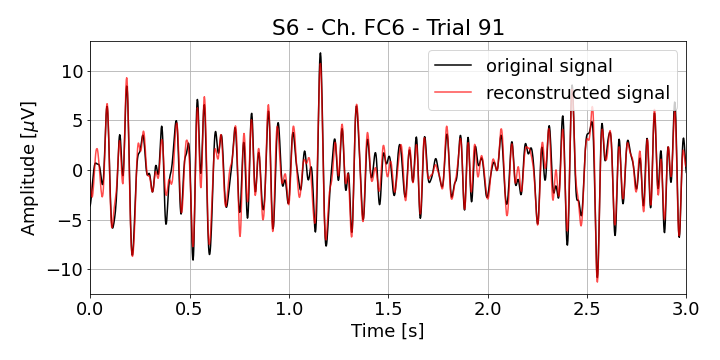 S6 - Ch. FC6 - Trial 91
original signal
reconstructed signal
Amplitude [μV]
10
5
0
−5
−10
0.0 0.5 1.0 1.5 2.0 2.5 3.0
Time [s]